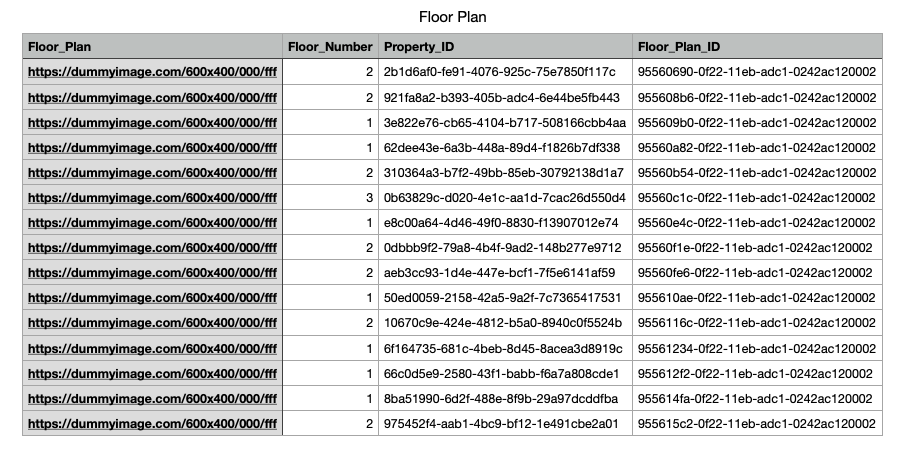 Floor Plan
Floor_Plan Floor_Number Property_ID Floor_Plan_ID
https://dummyimage.com/600x400/000/fff 2 2b1d6af0-fe91-4076-925c-75e7850f117c 95560690-0f22-11eb-adc1-0242ac120002
https://dummyimage.com/600x400/000/fff 2 921fa8a2-b393-405b-adc4-6e44be5fb443 955608b6-0f22-11eb-adc1-0242ac120002
https://dummyimage.com/600x400/000/fff 1 3e822e76-cb65-4104-b717-508166cbb4aa 955609b0-0f22-11eb-adc1-0242ac120002
https://dummyimage.com/600x400/000/fff 1 62dee43e-6a3b-448a-89d4-f1826b7df338 95560a82-0f22-11eb-adc1-0242ac120002
https://dummyimage.com/600x400/000/fff 2 310364a3-b7f2-49bb-85eb-30792138d1a7 95560b54-0f22-11eb-adc1-0242ac120002
https://dummyimage.com/600x400/000/fff 3 0b63829c-d020-4e1c-aa1d-7cac26d550d4 95560c1c-0f22-11eb-adc1-0242ac120002
https://dummyimage.com/600x400/000/fff 1 e8c00a64-4d46-49f0-8830-f13907012e74 95560e4c-0f22-11eb-adc1-0242ac120002
https://dummyimage.com/600x400/000/fff 2 0dbbb9f2-79a8-4b4f-9ad2-148b277e9712 95560f1e-0f22-11eb-adc1-0242ac120002
https://dummyimage.com/600x400/000/fff 2 aeb3cc93-1d4e-447e-bcf1-7f5e6141af59 95560fe6-0f22-11eb-adc1-0242ac120002
https://dummyimage.com/600x400/000/fff 1 50ed0059-2158-42a5-9a2f-7c7365417531 955610ae-0f22-11eb-adc1-0242ac120002
https://dummyimage.com/600x400/000/fff 2 10670c9e-424e-4812-b5a0-8940c0f5524b 9556116c-0f22-11eb-adc1-0242ac120002
https://dummyimage.com/600x400/000/fff 1 6f164735-681c-4beb-8d45-8acea3d8919c 95561234-0f22-11eb-adc1-0242ac120002
https://dummyimage.com/600x400/000/fff 1 66c0d5e9-2580-43f1-babb-f6a7a808cde1 955612f2-0f22-11eb-adc1-0242ac120002
https://dummyimage.com/600x400/000/fff 1 8ba51990-6d2f-488e-8f9b-29a97dcddfba 955614fa-0f22-11eb-adc1-0242ac120002
https://dummyimage.com/600x400/000/fff 2 975452f4-aab1-4bc9-bf12-1e491cbe2a01 955615c2-0f22-11eb-adc1-0242ac120002